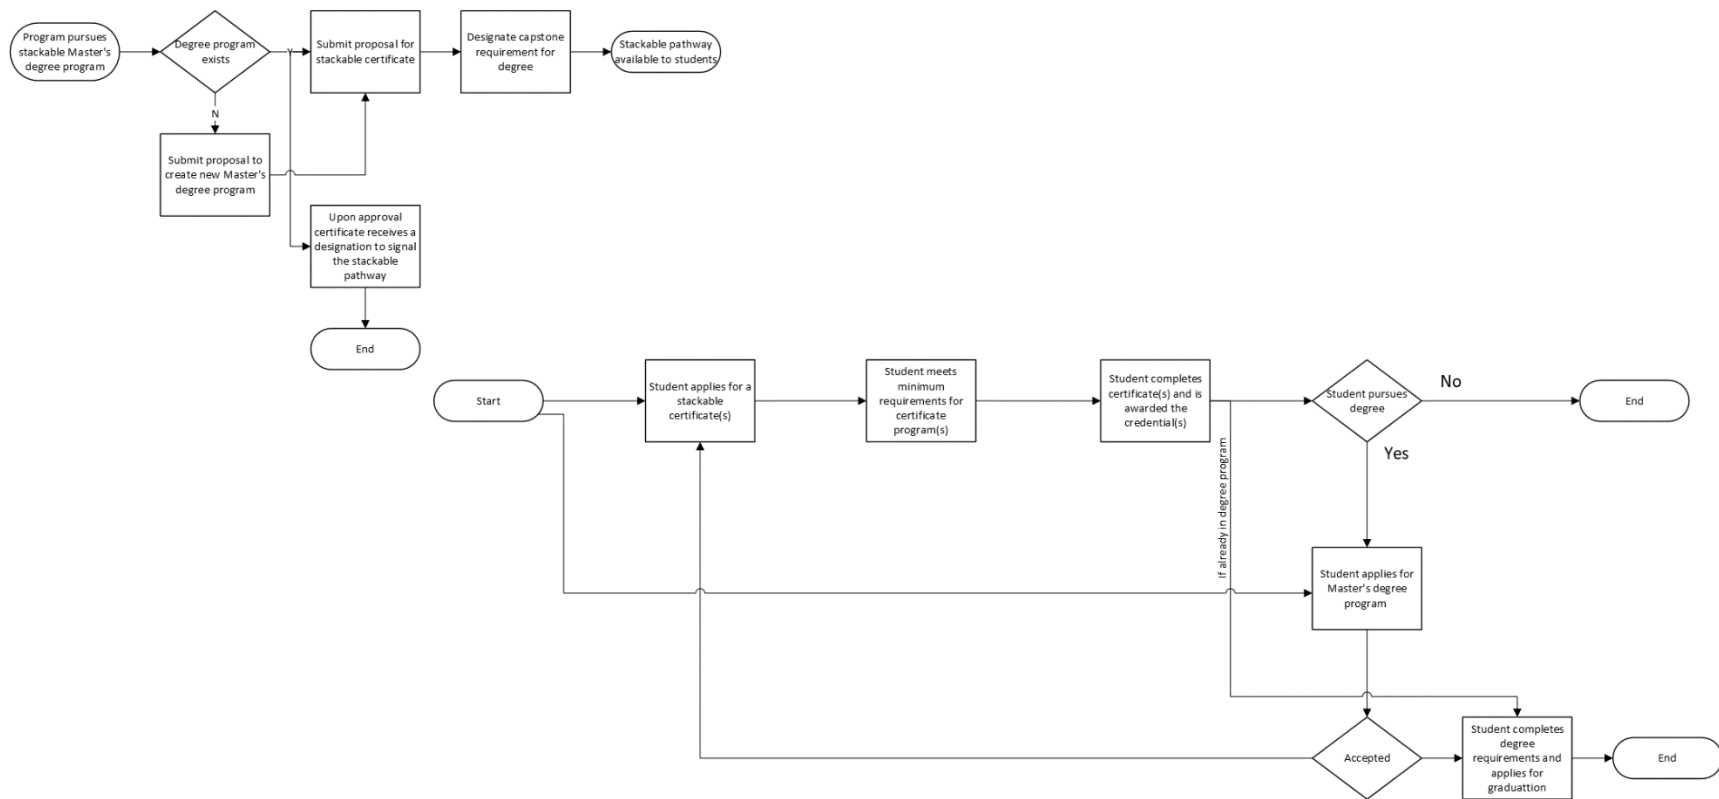 Program pursues
stackable Master's
degree program
Degree program
exists
Y
Submit proposal for
stackable certificate
Designate capstone
requirement for
degree
Stackable pathway
available to students
N
Submit proposal to
create new Master's
degree program
Upon approval
certificate receives a
designation to signal
the stackable
pathway
End
Start
Student applies for a
stackable
certificate(s)
Student meets
minimum
requirements for
certificate
program(s)
Student completes
certificate(s) and is
awarded the
credential(s)
Student pursues
degree
No
End
Yes
If already in degree program
Student applies for
Master's degree
program
Accepted
Student completes
degree
requirements and
applies for
graduattion
End